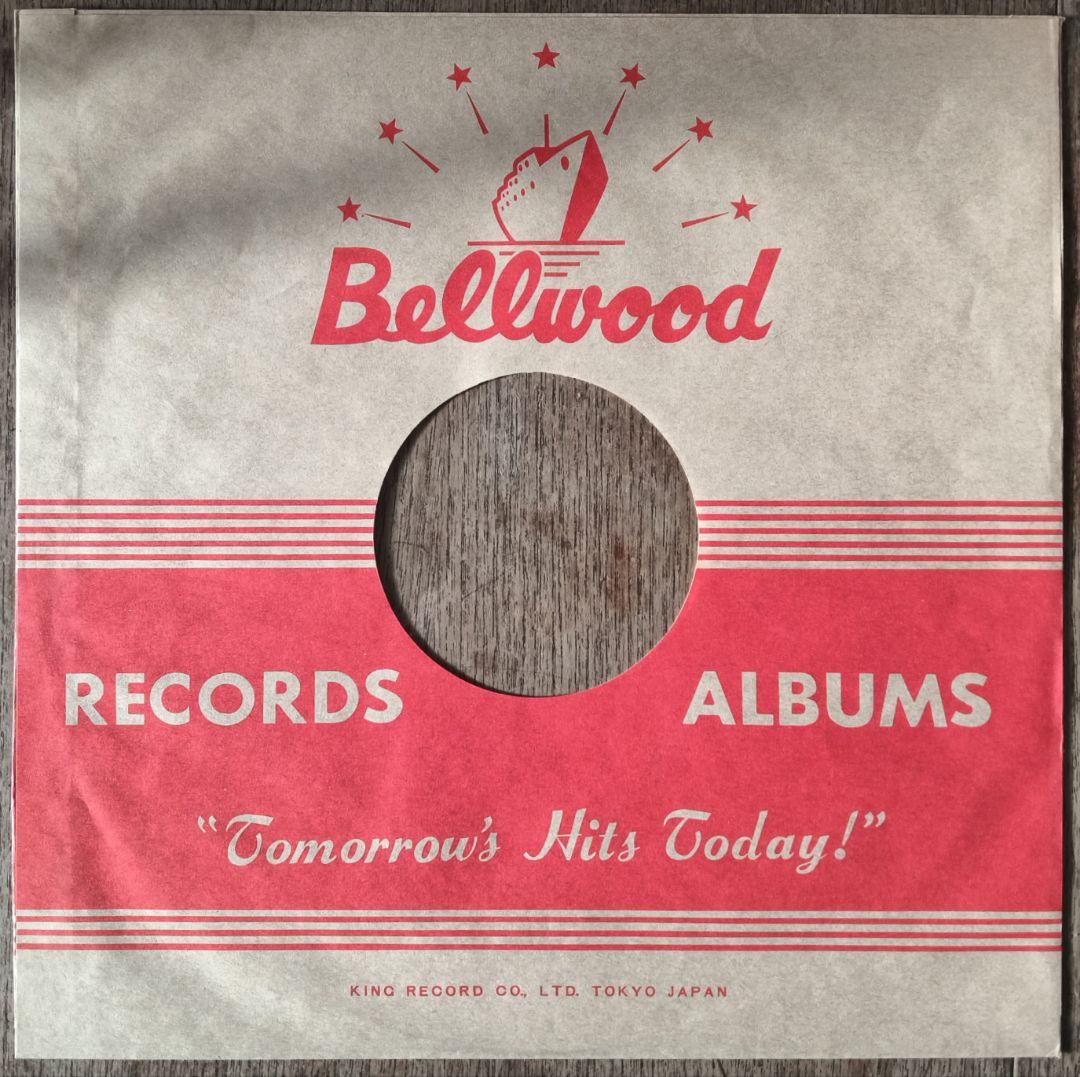 Bellwood
RECORDS ALBUMS
“Tomorrow's Hits Today!”
KING RECORD CO., LTD. TOKYO JAPAN